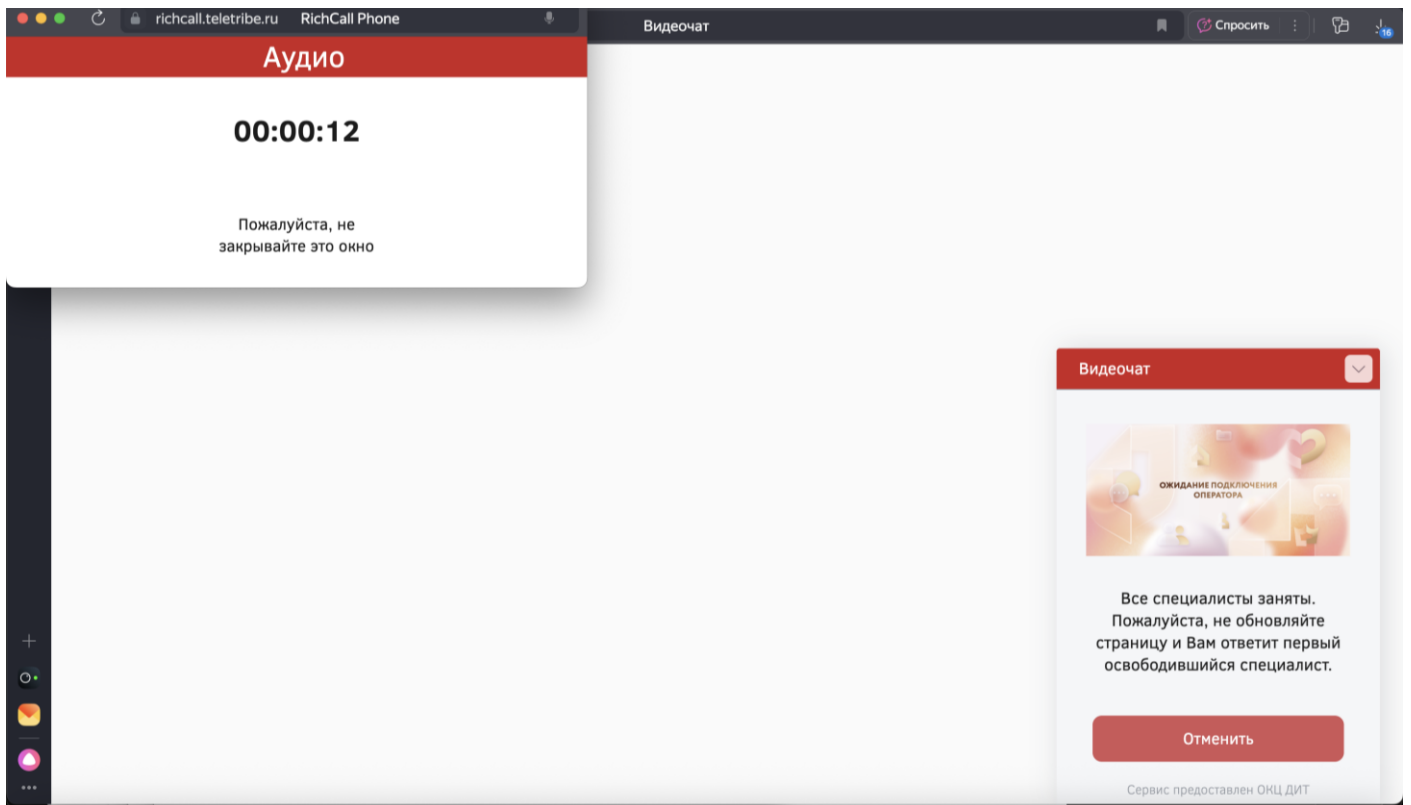 richcall.teletribe.ru RichCall Phone
Видеочат
Спросить
16
Аудио
00:00:12
Пожалуйста, не
закрывайте это окно
Видеочат
ОЖИДАНИЕ ПОДКЛЮЧЕНИЯ
ОПЕРАТОРА
Все специалисты заняты.
Пожалуйста, не обновляйте
страницу и Вам ответит первый
освободившийся специалист.
Отменить
Сервис предоставлен ОКЦ ДИТ